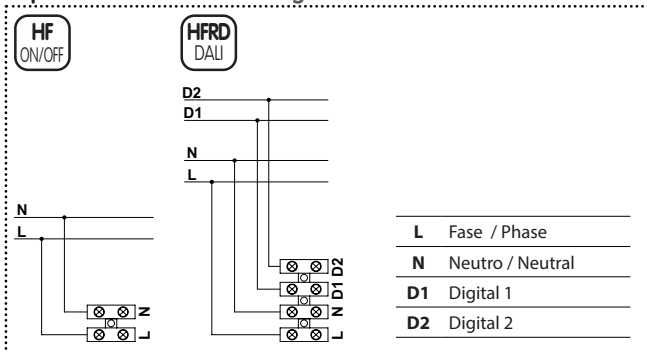 HF
ON/OFF
HFRD
DALI
D2
D1
N
L
N
L
N
L
D2
D1
N
L
L Fase / Phase
N Neutro / Neutral
D1 Digital 1
D2 Digital 2